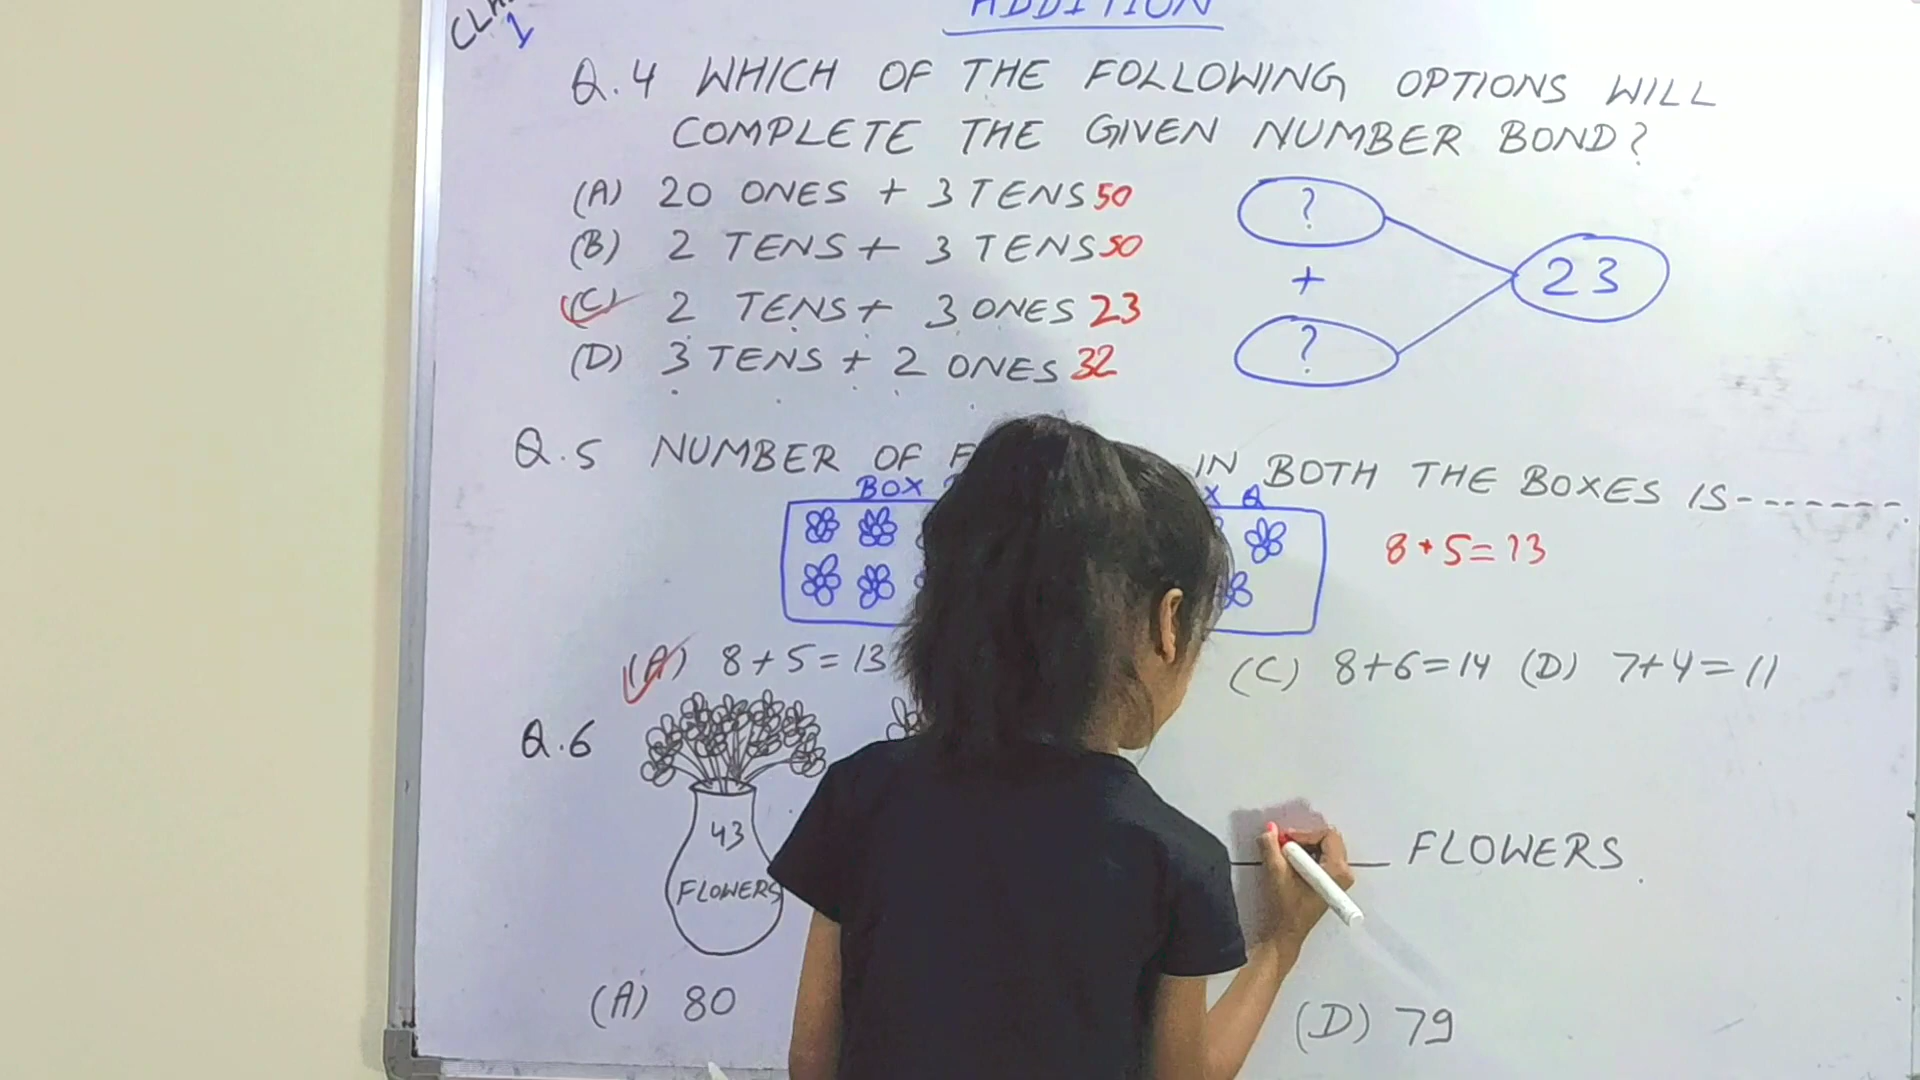 1
ADDITION
Q.4 WHICH OF THE FOLLOWING OPTIONS WILL
COMPLETE THE GIVEN NUMBER BOND?
(A) 20 ONES + 3 TENS 50
(B) 2 TENS + 3 TENS 50
(C) 2 TENS + 3 ONES 23
(D) 3 TENS + 2 ONES 32
?
+
?
23
Q.5 NUMBER OF IN BOTH THE BOXES IS-------.
BOX
Q
8+5=13
(A) 8+5=13 (C) 8+6=14 (D) 7+4=11
Q.6
43
FLOWERS
FLOWERS.
(A) 80 (D) 79